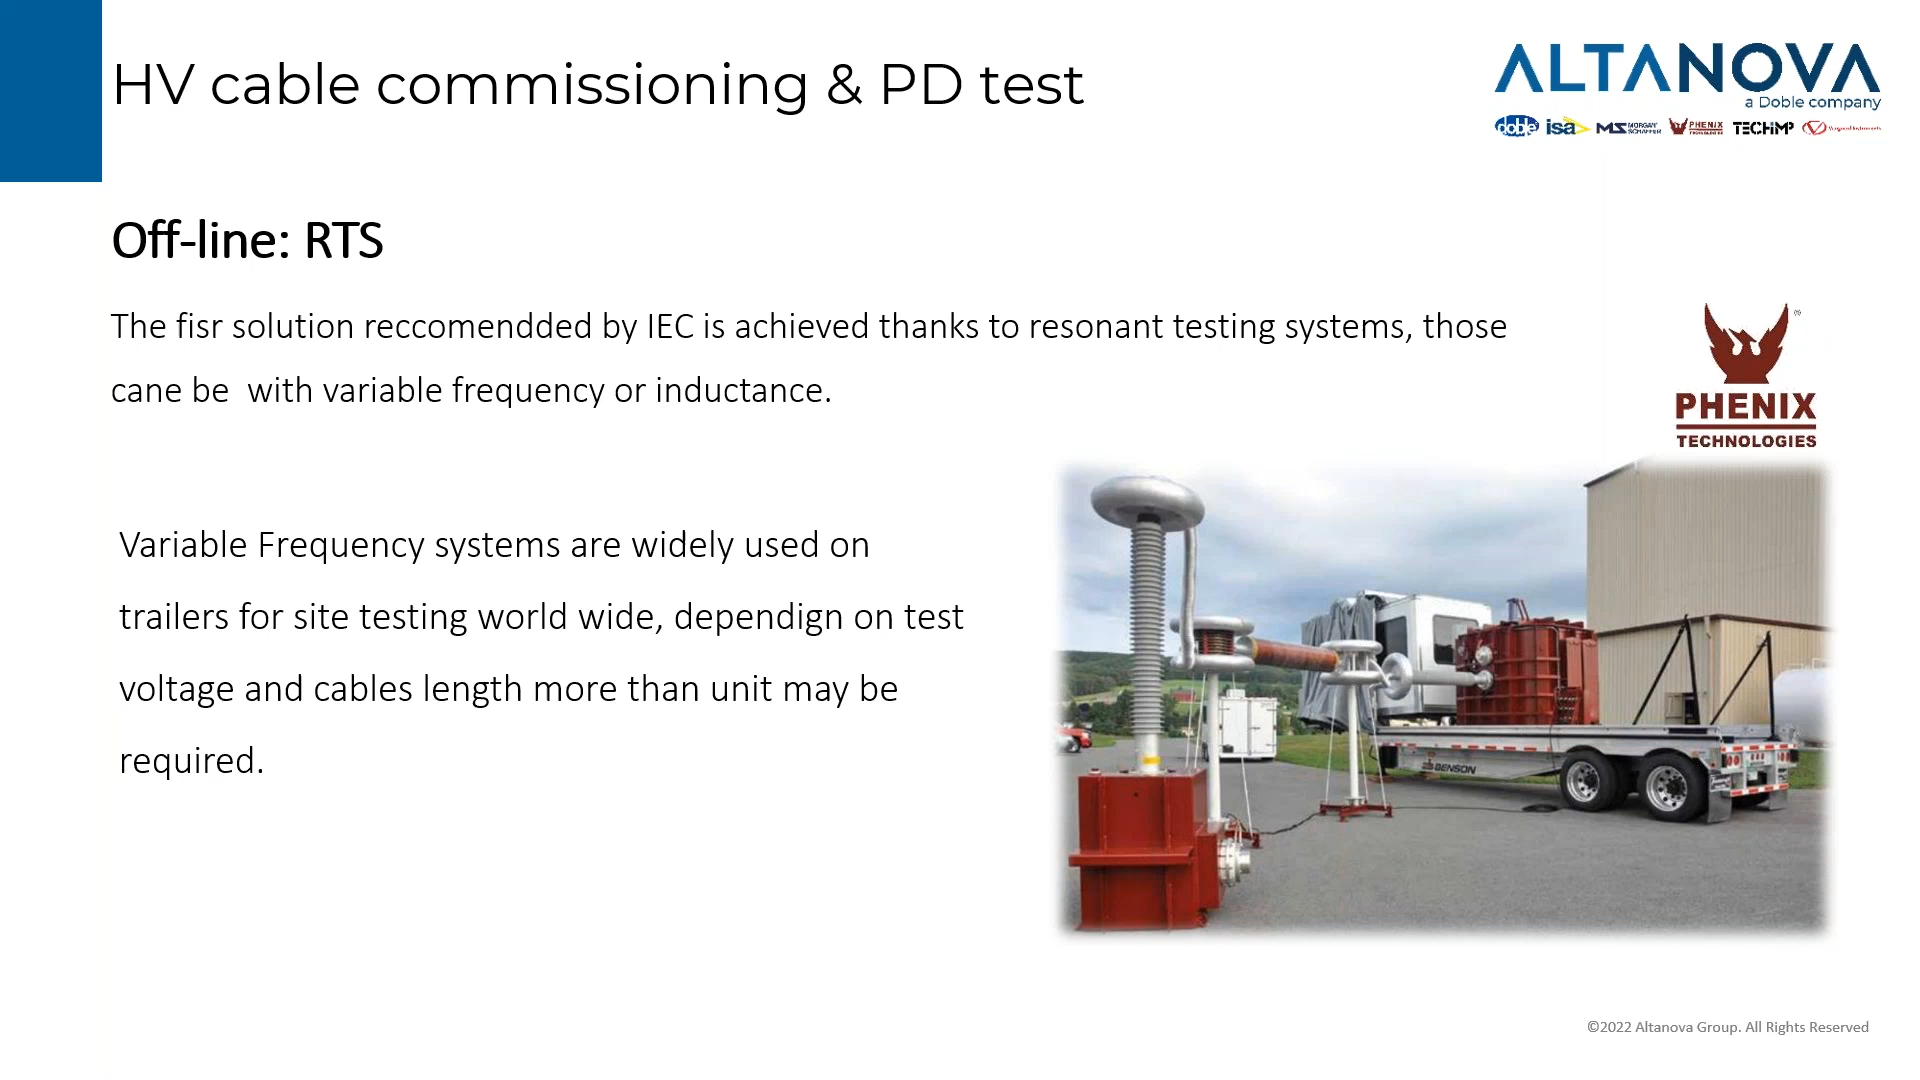 HV cable commissioning & PD test
ALTANOVA
a Doble company
doble isa MS MORGAN SCHAFFER PHENIX TECHNOLOGIES TECHIMP Vanguard Instruments
Off-line: RTS
The fisr solution reccomendded by IEC is achieved thanks to resonant testing systems, those
cane be  with variable frequency or inductance.
PHENIX
TECHNOLOGIES
Variable Frequency systems are widely used on
trailers for site testing world wide, dependign on test
voltage and cables length more than unit may be
required.
BENSON
©2022 Altanova Group. All Rights Reserved